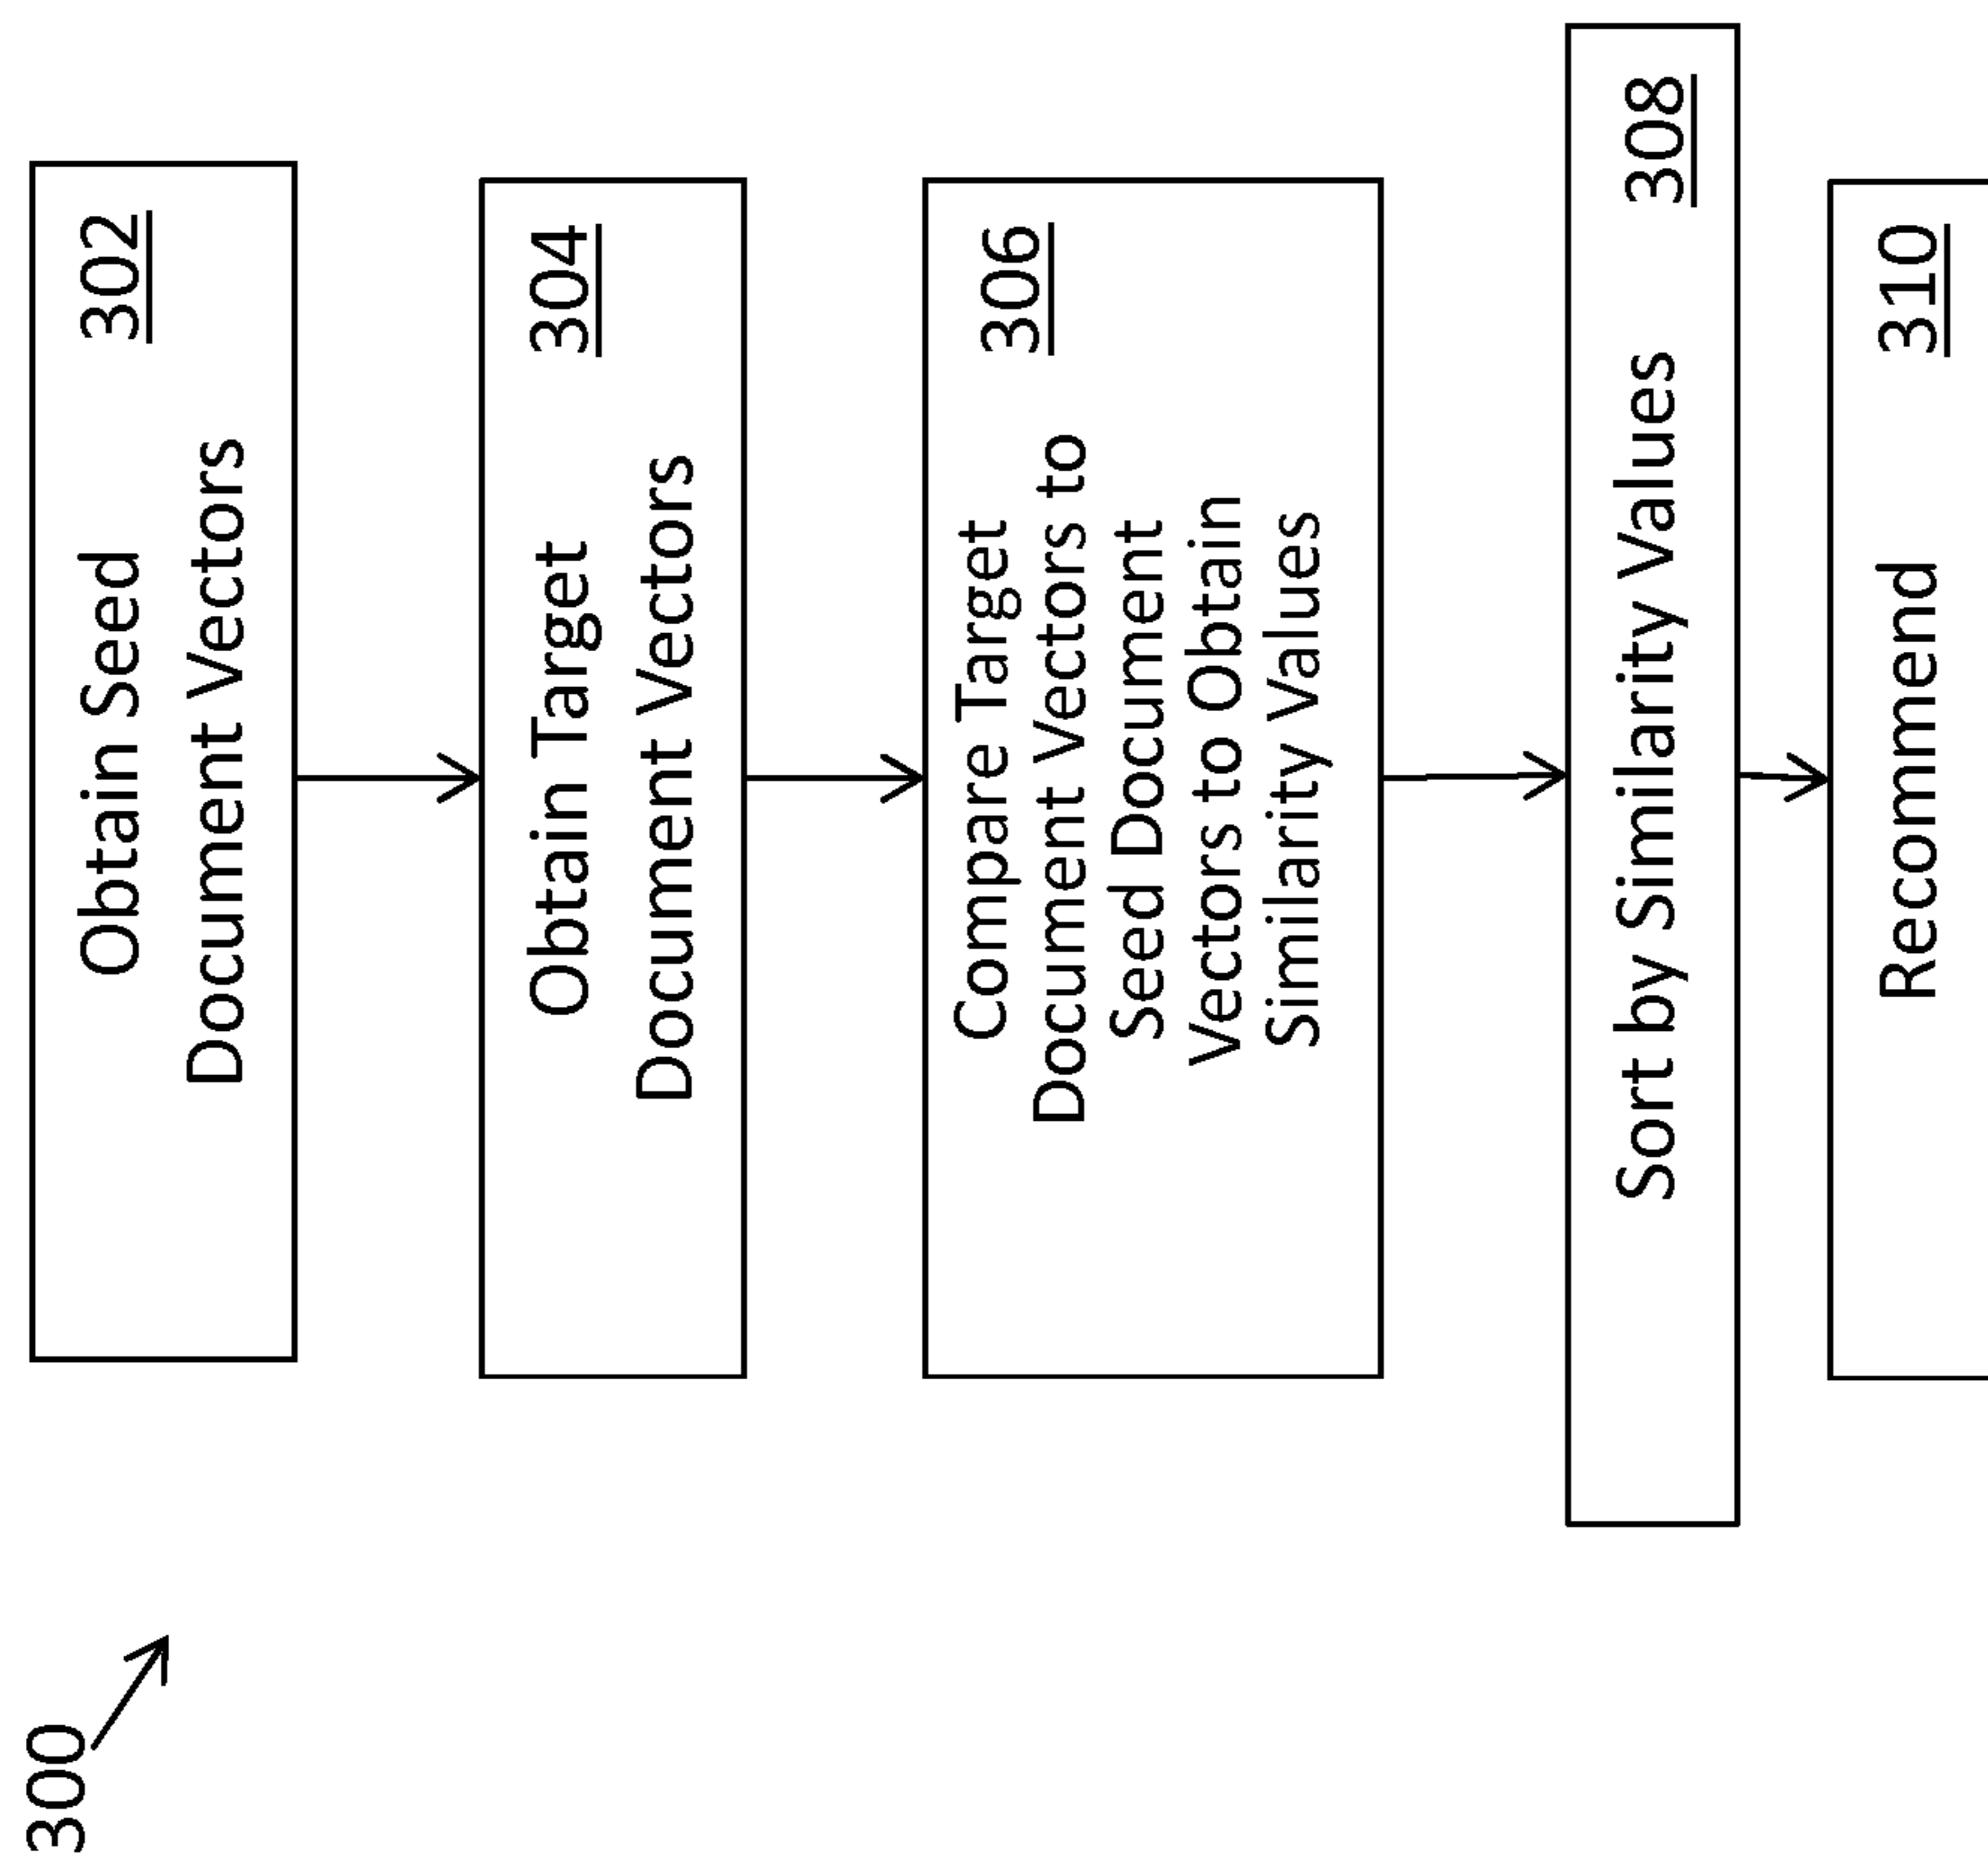 300
Obtain Seed 302
Document Vectors
Obtain Target 304
Document Vectors
Compare Target 306
Document Vectors to
Seed Document
Vectors to Obtain
Similarity Values
Sort by Similarity Values 308
Recommend 310